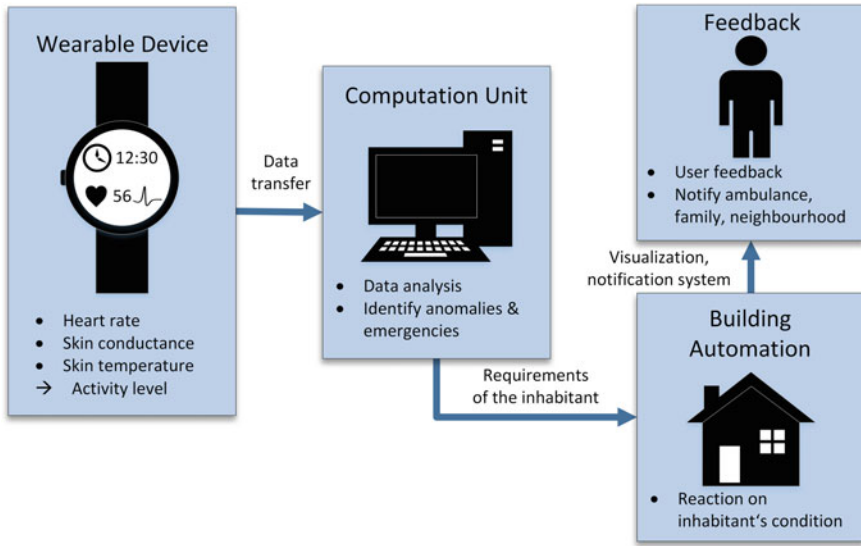 Wearable Device
12:30
56
• Heart rate
• Skin conductance
• Skin temperature
→ Activity level
Data
transfer
Computation Unit
• Data analysis
• Identify anomalies &
emergencies
Requirements
of the inhabitant
Building
Automation
• Reaction on
inhabitant‘s condition
Visualization,
notification system
Feedback
• User feedback
• Notify ambulance,
family, neighbourhood